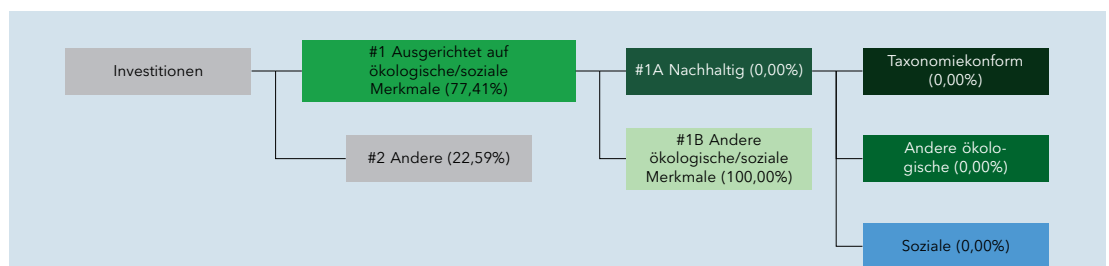 Investitionen
#1 Ausgerichtet auf
ökologische/soziale
Merkmale (77,41%)
#2 Andere (22,59%)
#1A Nachhaltig (0,00%)
#1B Andere
ökologische/soziale
Merkmale (100,00%)
Taxonomiekonform
(0,00%)
Andere ökolo-
gische (0,00%)
Soziale (0,00%)